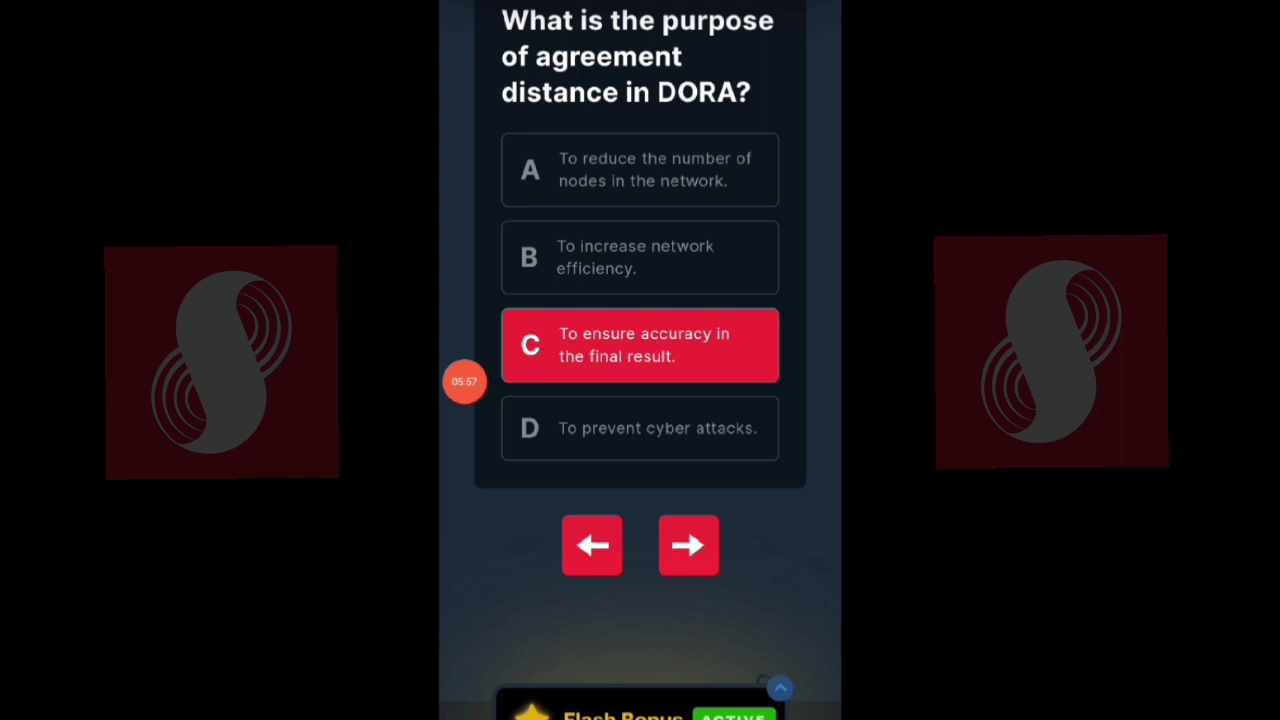 What is the purpose
of agreement
distance in DORA?
A
To reduce the number of
nodes in the network.
B
To increase network
efficiency.
C
To ensure accuracy in
the final result.
05:57
D
To prevent cyber attacks.
Flash Bonus
ACTIVE